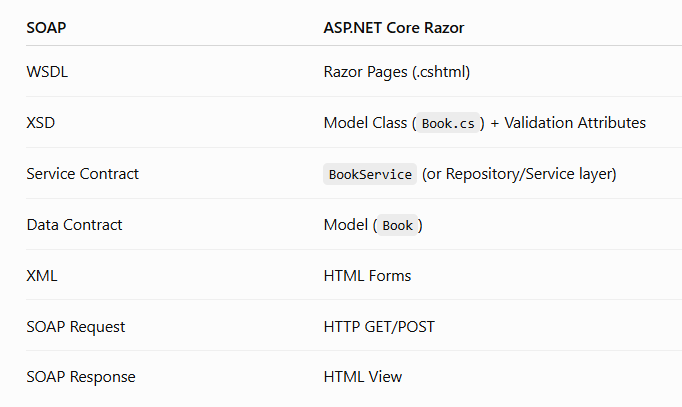 SOAP ASP.NET Core Razor
WSDL Razor Pages (.cshtml)
XSD Model Class ( Book.cs ) + Validation Attributes
Service Contract BookService (or Repository/Service layer)
Data Contract Model ( Book )
XML HTML Forms
SOAP Request HTTP GET/POST
SOAP Response HTML View